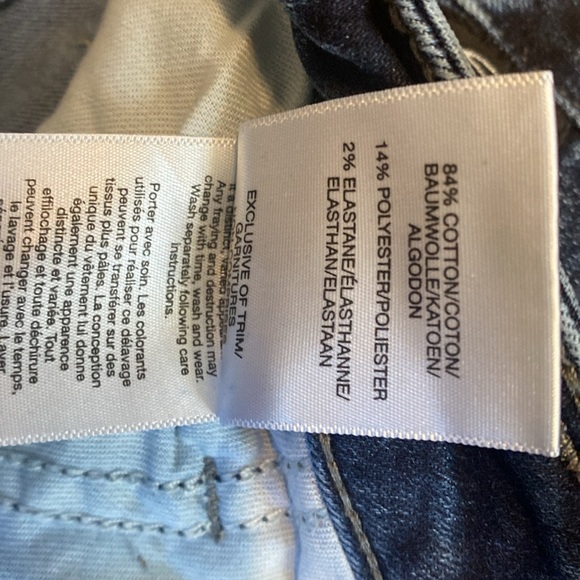 84% COTTON/COTON/
BAUMWOLLE/KATOEN/
ALGODON
14% POLYESTER/POLIESTER
2% ELASTANE/ÉLASTHANNE/
ELASTHAN/ELASTAAN
EXCLUSIVE OF TRIM/
Any fraying and destruction may
change with time, wash and wear.
Wash separately following care
instructions.
Porter avec soin. Les colorants
utilisés pour réaliser ce délavage
peuvent se transférer sur des
tissus plus pâles. La conception
unique du vêtement lui donne
également une apparence
distincte et variée. Tout
effilochage et toute déchirure
peuvent changer avec le temps,
le lavage et l'usure. Laver